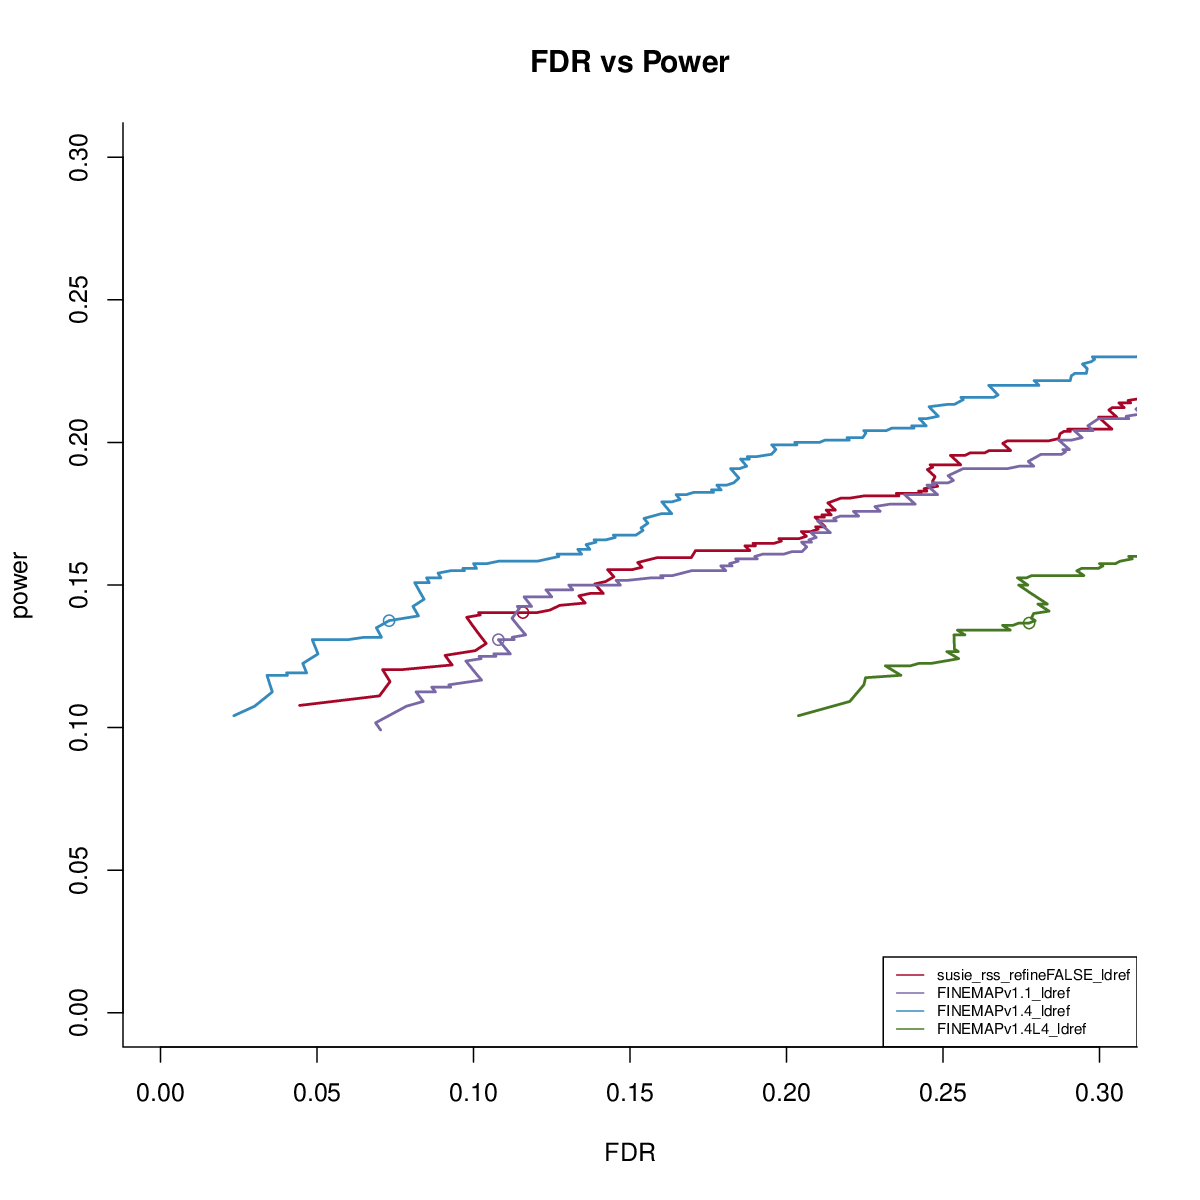 FDR vs Power
power
0.30
0.25
0.20
0.15
0.10
0.05
0.00
susie_rss_refineFALSE_ldref
FINEMAPv1.1_ldref
FINEMAPv1.4_ldref
FINEMAPv1.4L4_ldref
0.00 0.05 0.10 0.15 0.20 0.25 0.30
FDR